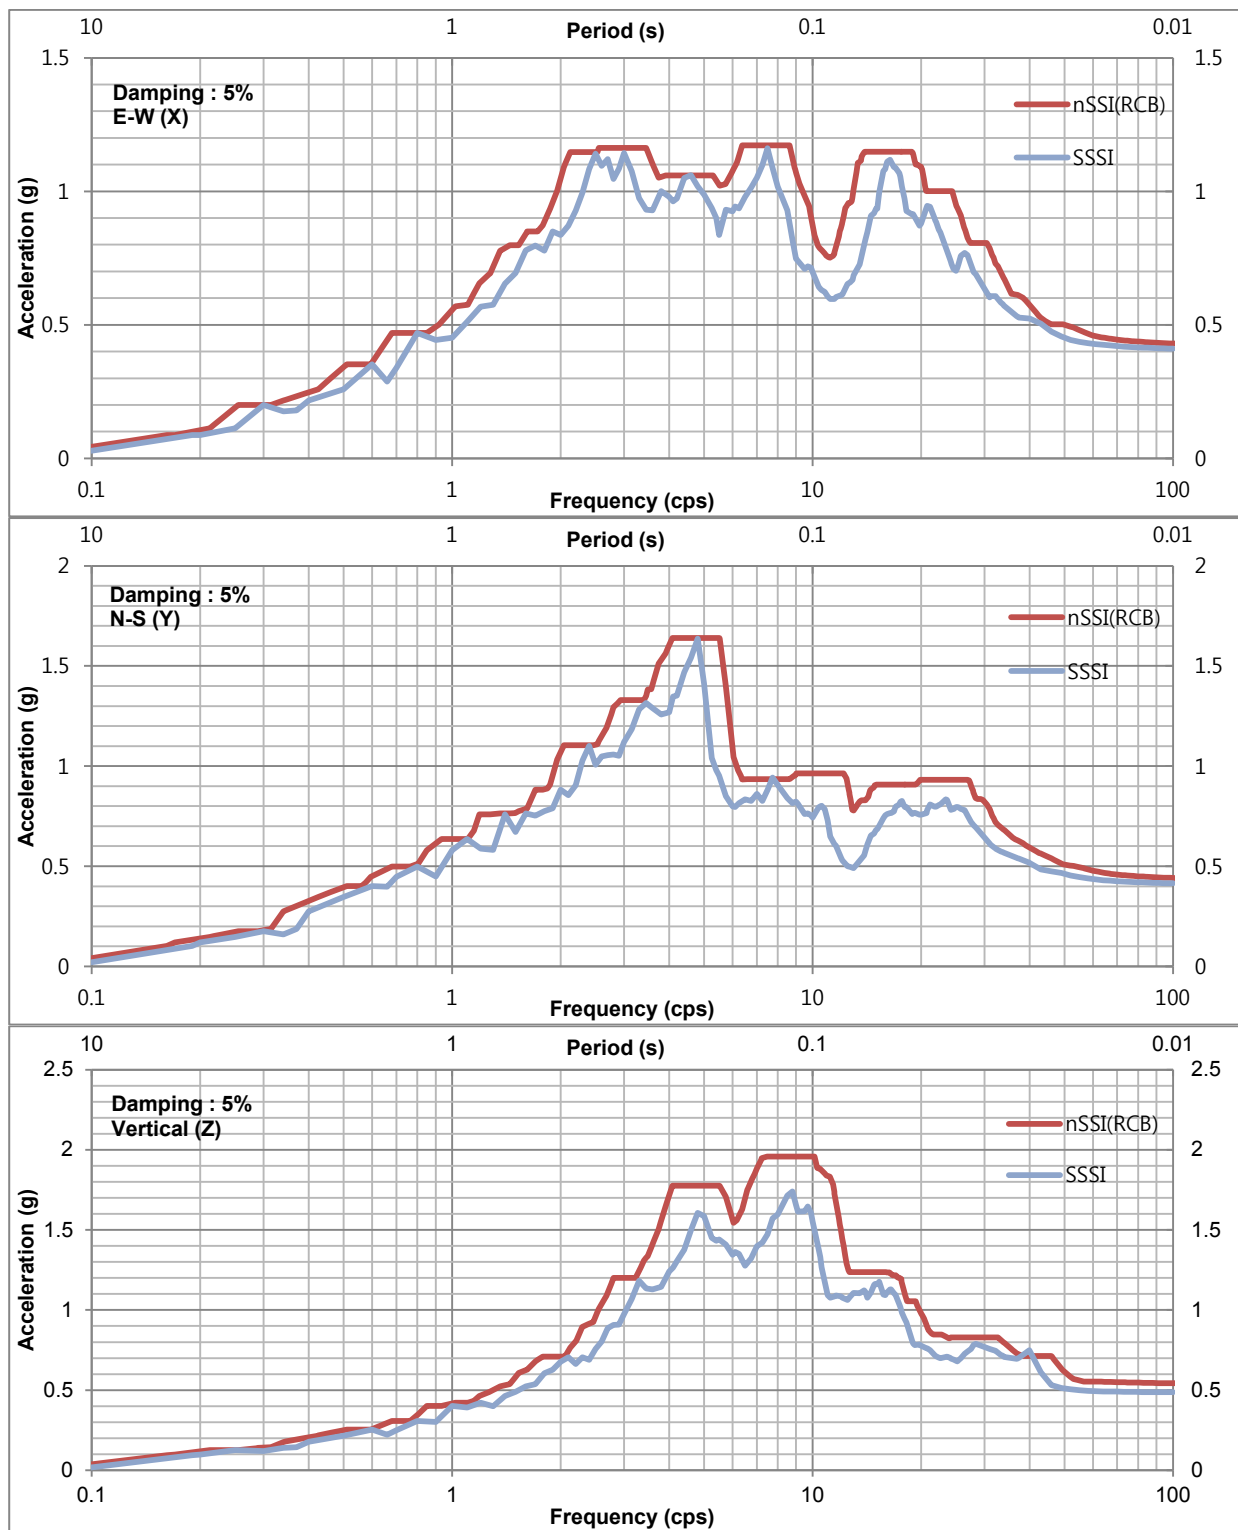 10 1 0.1 0.01
Period (s)
1.5 1.5
Damping : 5%
E-W (X)
nSSI(RCB)
SSSI
1 1
Acceleration (g)
0.5 0.5
0 0
0.1 1 10 100
Frequency (cps)
10 1 0.1 0.01
Period (s)
2 2
Damping : 5%
N-S (Y)
nSSI(RCB)
SSSI
1.5 1.5
Acceleration (g)
1 1
0.5 0.5
0 0
0.1 1 10 100
Frequency (cps)
10 1 0.1 0.01
Period (s)
2.5 2.5
Damping : 5%
Vertical (Z)
nSSI(RCB)
SSSI
2 2
1.5 1.5
Acceleration (g)
1 1
0.5 0.5
0 0
0.1 1 10 100
Frequency (cps)